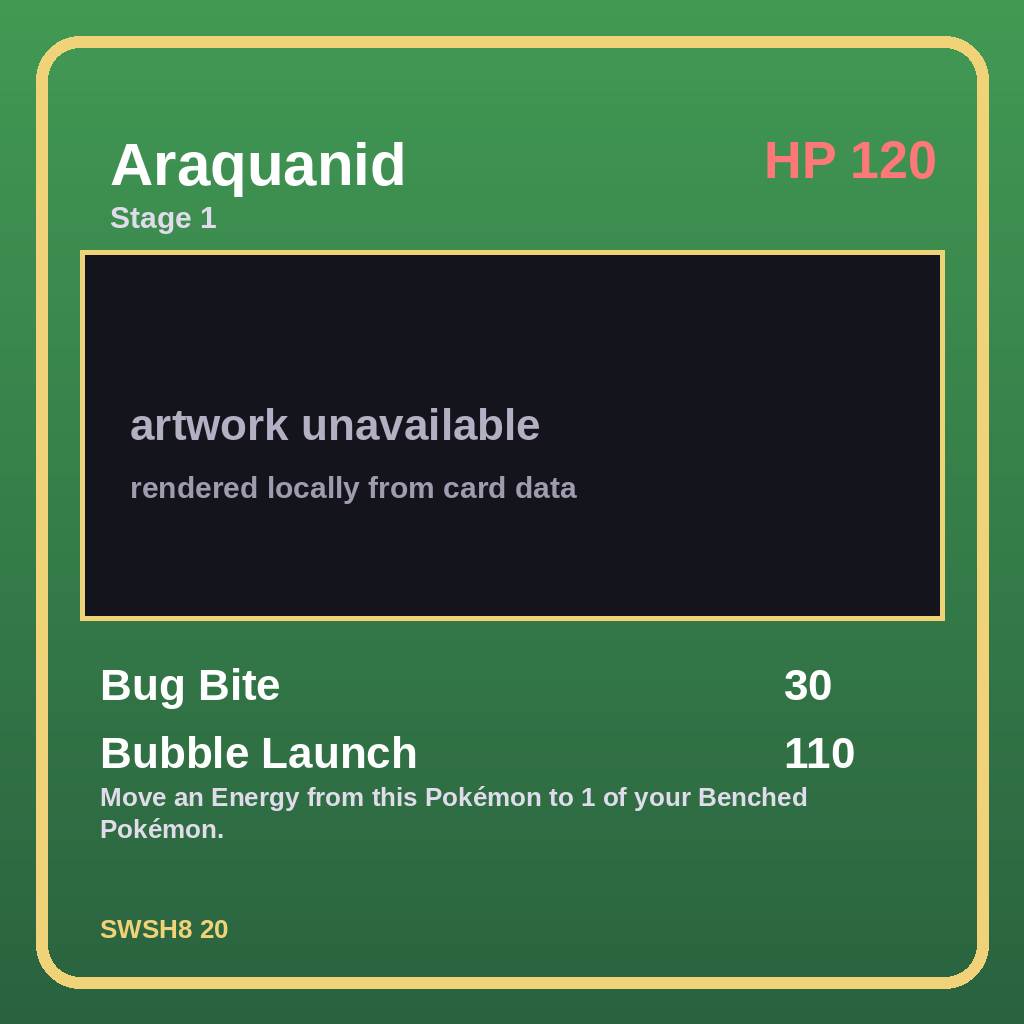 Araquanid
HP 120
Stage 1
artwork unavailable
rendered locally from card data
Bug Bite 30
Bubble Launch 110
Move an Energy from this Pokémon to 1 of your Benched
Pokémon.
SWSH8 20